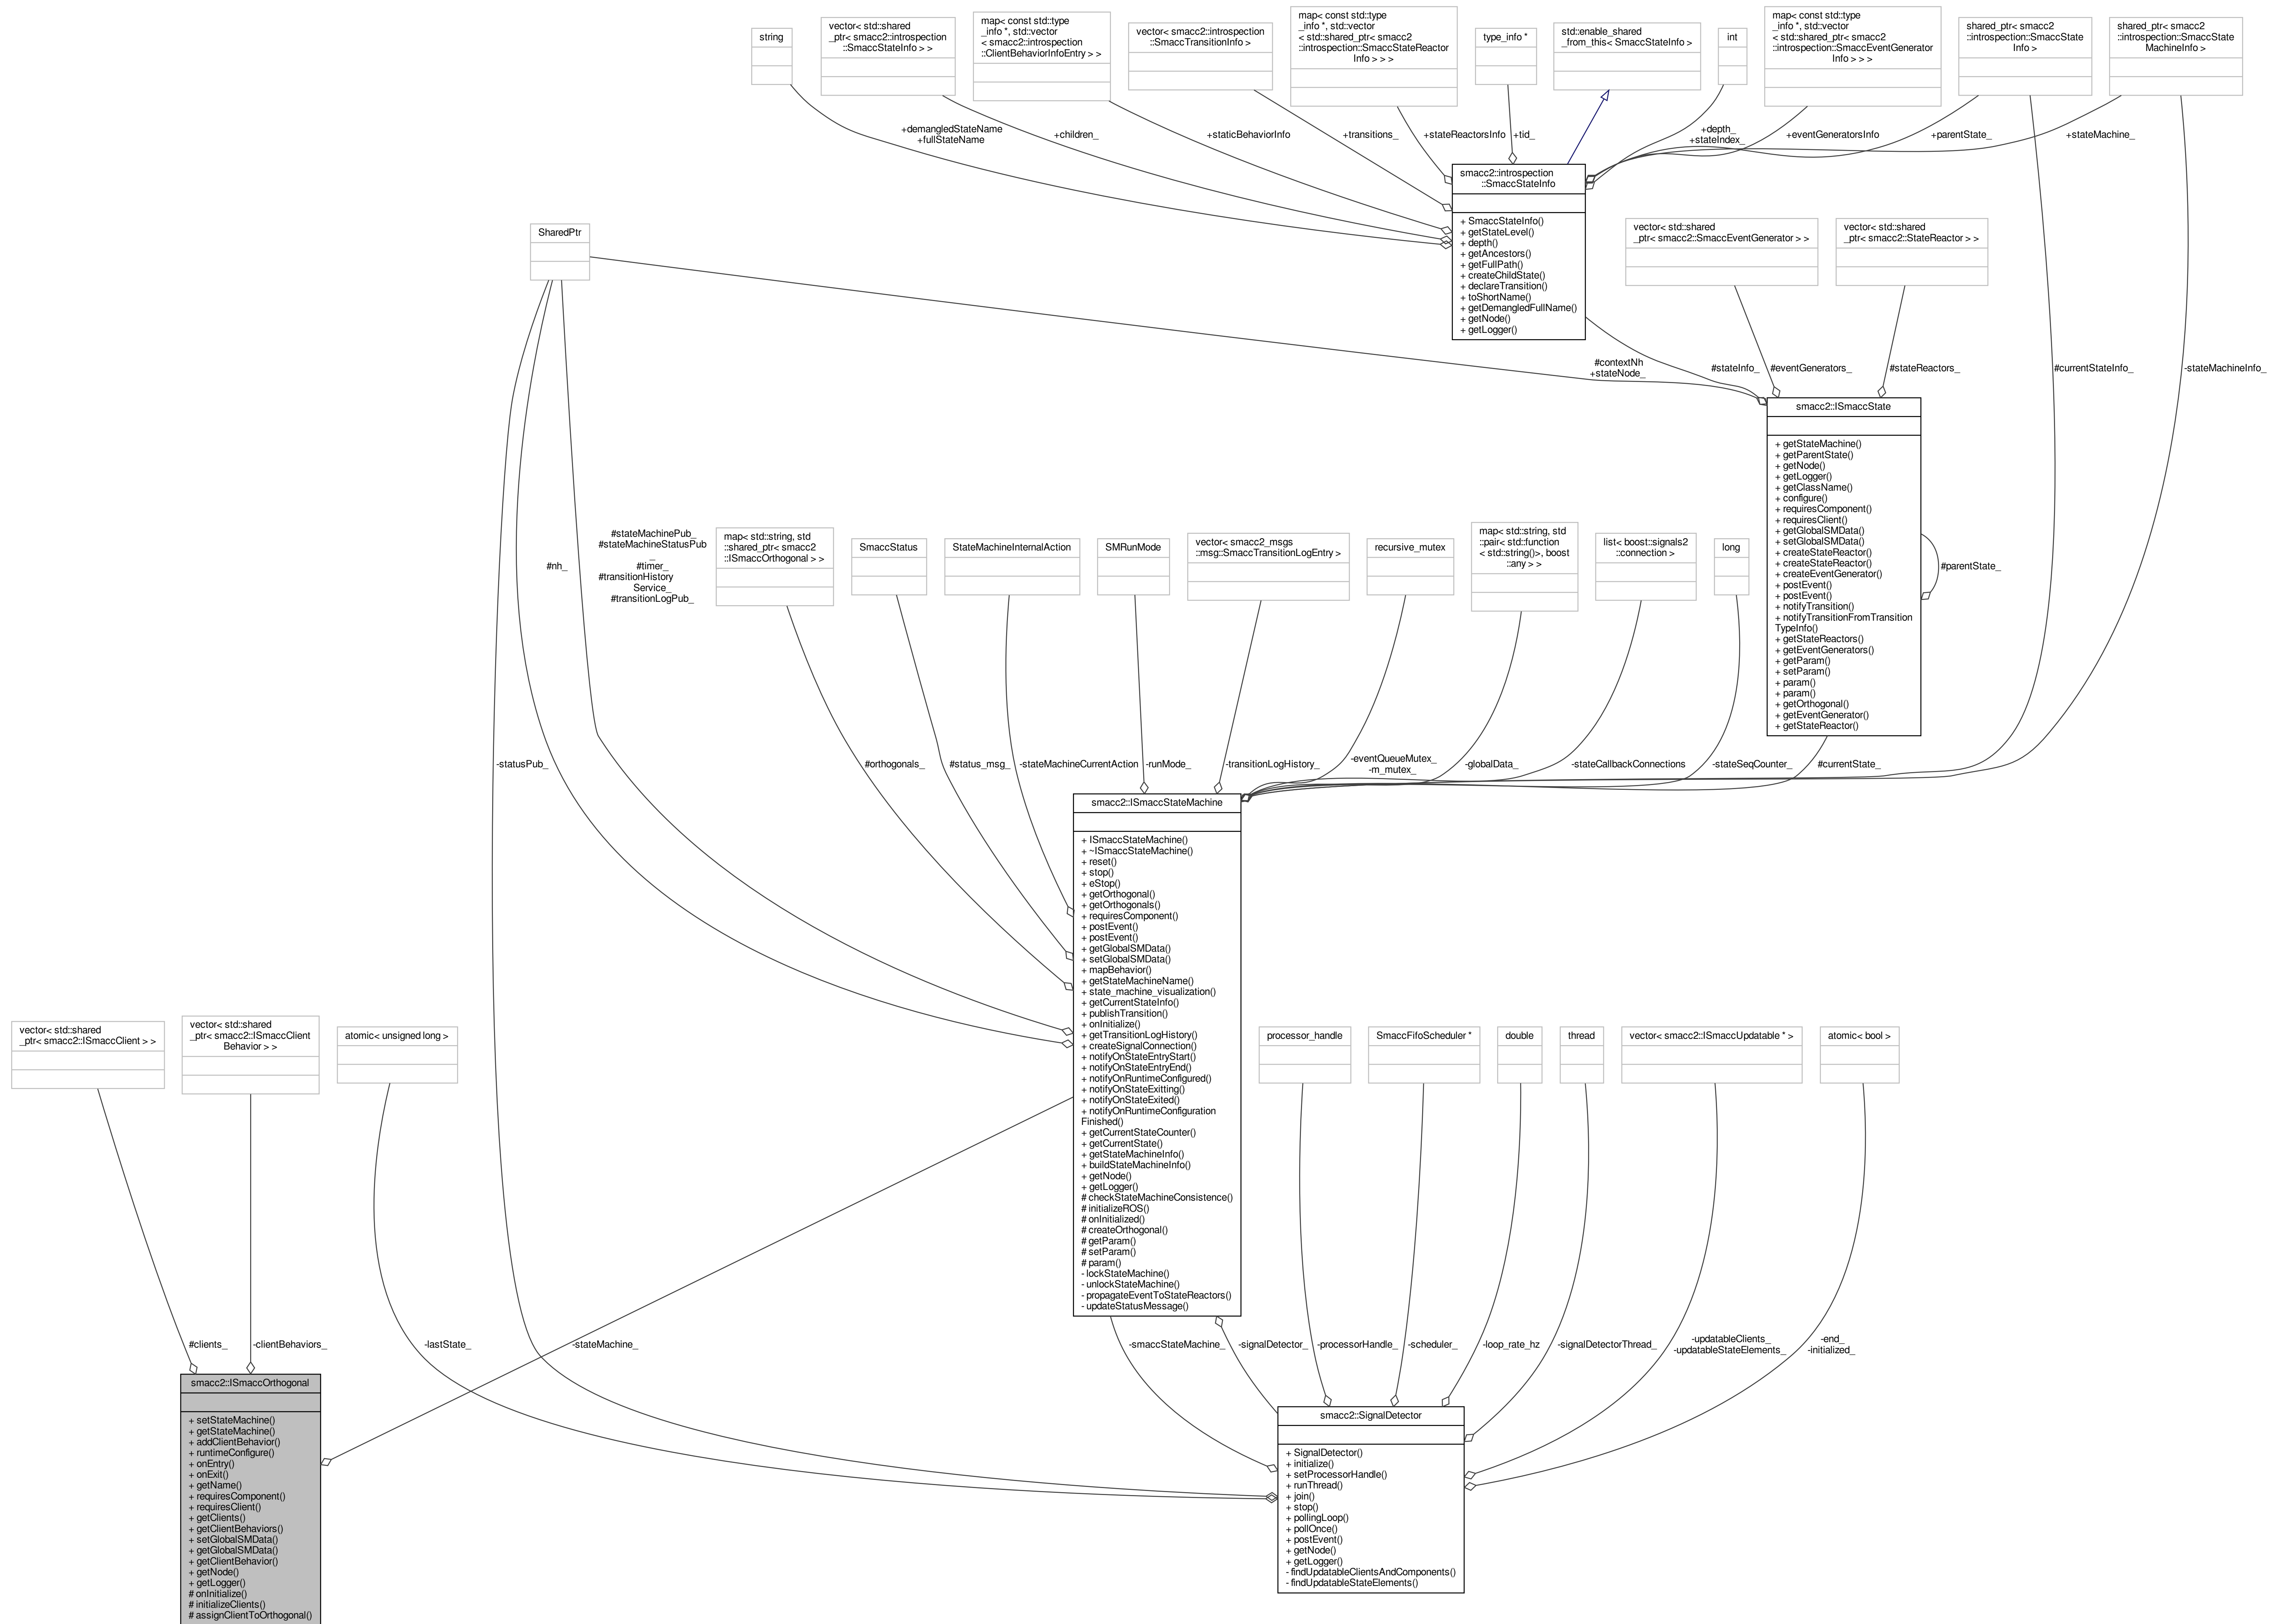 string
vector< std::shared
_ptr< smacc2::introspection
::SmaccStateInfo > >
map< const std::type
_info *, std::vector
< smacc2::introspection
::ClientBehaviorInfoEntry > >
vector< smacc2::introspection
::SmaccTransitionInfo >
map< const std::type
_info *, std::vector
< std::shared_ptr< smacc2
::introspection::SmaccStateReactor
Info > > >
type_info *
std::enable_shared
_from_this< SmaccStateInfo >
int
map< const std::type
_info *, std::vector
< std::shared_ptr< smacc2
::introspection::SmaccEventGenerator
Info > > >
shared_ptr< smacc2
::introspection::SmaccState
Info >
shared_ptr< smacc2
::introspection::SmaccState
MachineInfo >
+demangledStateName
+fullStateName
+children_
+staticBehaviorInfo
+transitions_
+stateReactorsInfo
+tid_
+depth_
+stateIndex_
+eventGeneratorsInfo
+parentState_
+stateMachine_
smacc2::introspection
::SmaccStateInfo
+ SmaccStateInfo()
+ getStateLevel()
+ depth()
+ getAncestors()
+ getFullPath()
+ createChildState()
+ declareTransition()
+ toShortName()
+ getDemangledFullName()
+ getNode()
+ getLogger()
SharedPtr
vector< std::shared
_ptr< smacc2::SmaccEventGenerator > >
vector< std::shared
_ptr< smacc2::StateReactor > >
#contextNh
+stateNode_
#stateInfo_
#eventGenerators_
#stateReactors_
#currentStateInfo_
-stateMachineInfo_
smacc2::ISmaccState
+ getStateMachine()
+ getParentState()
+ getNode()
+ getLogger()
+ getClassName()
+ configure()
+ requiresComponent()
+ requiresClient()
+ getGlobalSMData()
+ setGlobalSMData()
+ createStateReactor()
+ createStateReactor()
+ createEventGenerator()
+ postEvent()
+ postEvent()
+ notifyTransition()
+ notifyTransitionFromTransition
TypeInfo()
+ getStateReactors()
+ getEventGenerators()
+ getParam()
+ setParam()
+ param()
+ param()
+ getOrthogonal()
+ getEventGenerator()
+ getStateReactor()
#parentState_
#nh_
#stateMachinePub_
#stateMachineStatusPub
_
#timer_
#transitionHistory
Service_
#transitionLogPub_
map< std::string, std
::shared_ptr< smacc2
::ISmaccOrthogonal > >
SmaccStatus
StateMachineInternalAction
SMRunMode
vector< smacc2_msgs
::msg::SmaccTransitionLogEntry >
recursive_mutex
map< std::string, std
::pair< std::function
< std::string()>, boost
::any > >
list< boost::signals2
::connection >
long
-statusPub_
#orthogonals_
#status_msg_
-stateMachineCurrentAction
-runMode_
-transitionLogHistory_
-eventQueueMutex_
-m_mutex_
-globalData_
-stateCallbackConnections
-stateSeqCounter_
#currentState_
smacc2::ISmaccStateMachine
+ ISmaccStateMachine()
+ ~ISmaccStateMachine()
+ reset()
+ stop()
+ eStop()
+ getOrthogonal()
+ getOrthogonals()
+ requiresComponent()
+ postEvent()
+ postEvent()
+ getGlobalSMData()
+ setGlobalSMData()
+ mapBehavior()
+ getStateMachineName()
+ state_machine_visualization()
+ getCurrentStateInfo()
+ publishTransition()
+ onInitialize()
+ getTransitionLogHistory()
+ createSignalConnection()
+ notifyOnStateEntryStart()
+ notifyOnStateEntryEnd()
+ notifyOnRuntimeConfigured()
+ notifyOnStateExitting()
+ notifyOnStateExited()
+ notifyOnRuntimeConfiguration
Finished()
+ getCurrentStateCounter()
+ getCurrentState()
+ getStateMachineInfo()
+ buildStateMachineInfo()
+ getNode()
+ getLogger()
# checkStateMachineConsistence()
# initializeROS()
# onInitialized()
# createOrthogonal()
# getParam()
# setParam()
# param()
- lockStateMachine()
- unlockStateMachine()
- propagateEventToStateReactors()
- updateStatusMessage()
vector< std::shared
_ptr< smacc2::ISmaccClient > >
vector< std::shared
_ptr< smacc2::ISmaccClient
Behavior > >
atomic< unsigned long >
processor_handle
SmaccFifoScheduler *
double
thread
vector< smacc2::ISmaccUpdatable * >
atomic< bool >
#clients_
-clientBehaviors_
-lastState_
-stateMachine_
-smaccStateMachine_
-signalDetector_
-processorHandle_
-scheduler_
-loop_rate_hz
-signalDetectorThread_
-updatableClients_
-updatableStateElements_
-end_
-initialized_
smacc2::ISmaccOrthogonal
+ setStateMachine()
+ getStateMachine()
+ addClientBehavior()
+ runtimeConfigure()
+ onEntry()
+ onExit()
+ getName()
+ requiresComponent()
+ requiresClient()
+ getClients()
+ getClientBehaviors()
+ setGlobalSMData()
+ getGlobalSMData()
+ getClientBehavior()
+ getNode()
+ getLogger()
# onInitialize()
# initializeClients()
# assignClientToOrthogonal()
smacc2::SignalDetector
+ SignalDetector()
+ initialize()
+ setProcessorHandle()
+ runThread()
+ join()
+ stop()
+ pollingLoop()
+ pollOnce()
+ postEvent()
+ getNode()
+ getLogger()
- findUpdatableClientsAndComponents()
- findUpdatableStateElements()